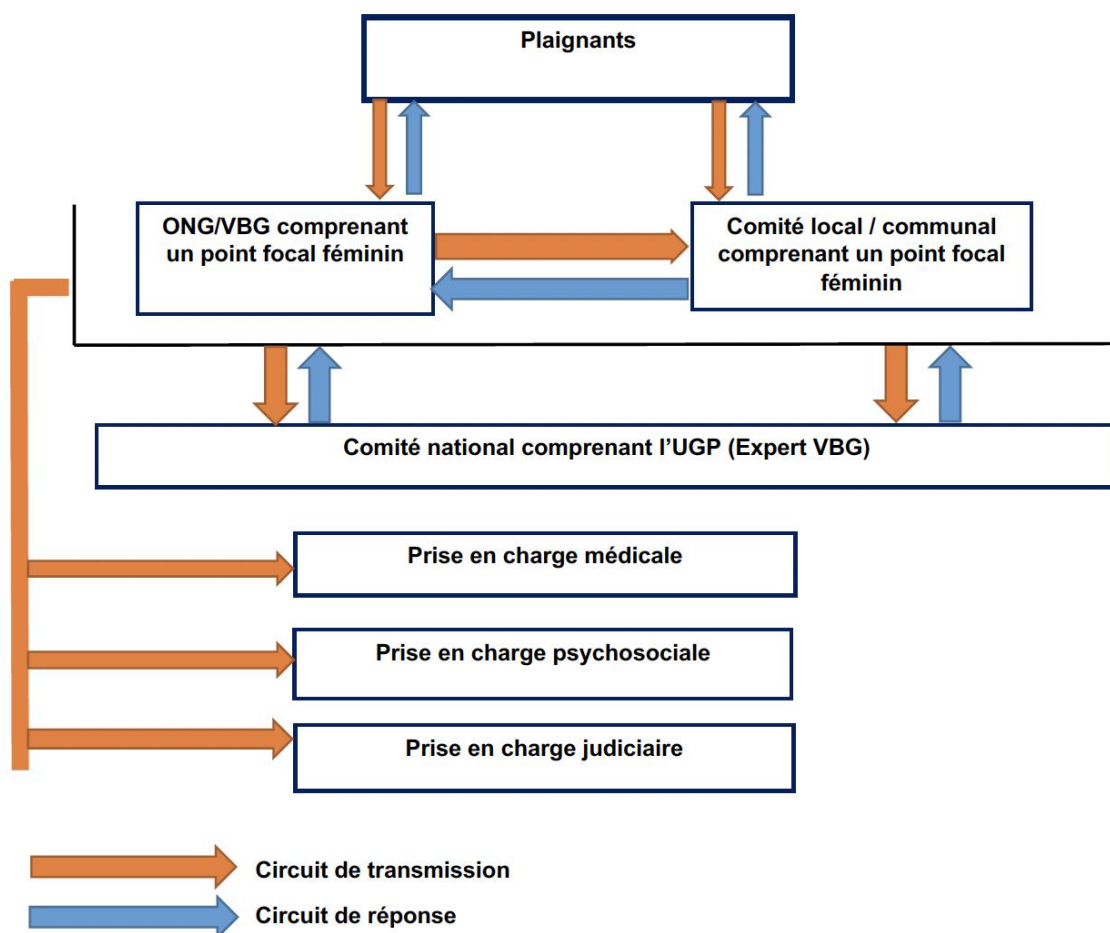 Plaignants
ONG/VBG comprenant
un point focal féminin
Comité local / communal
comprenant un point focal
féminin
Comité national comprenant l’UGP (Expert VBG)
Prise en charge médicale
Prise en charge psychosociale
Prise en charge judiciaire
Circuit de transmission
Circuit de réponse